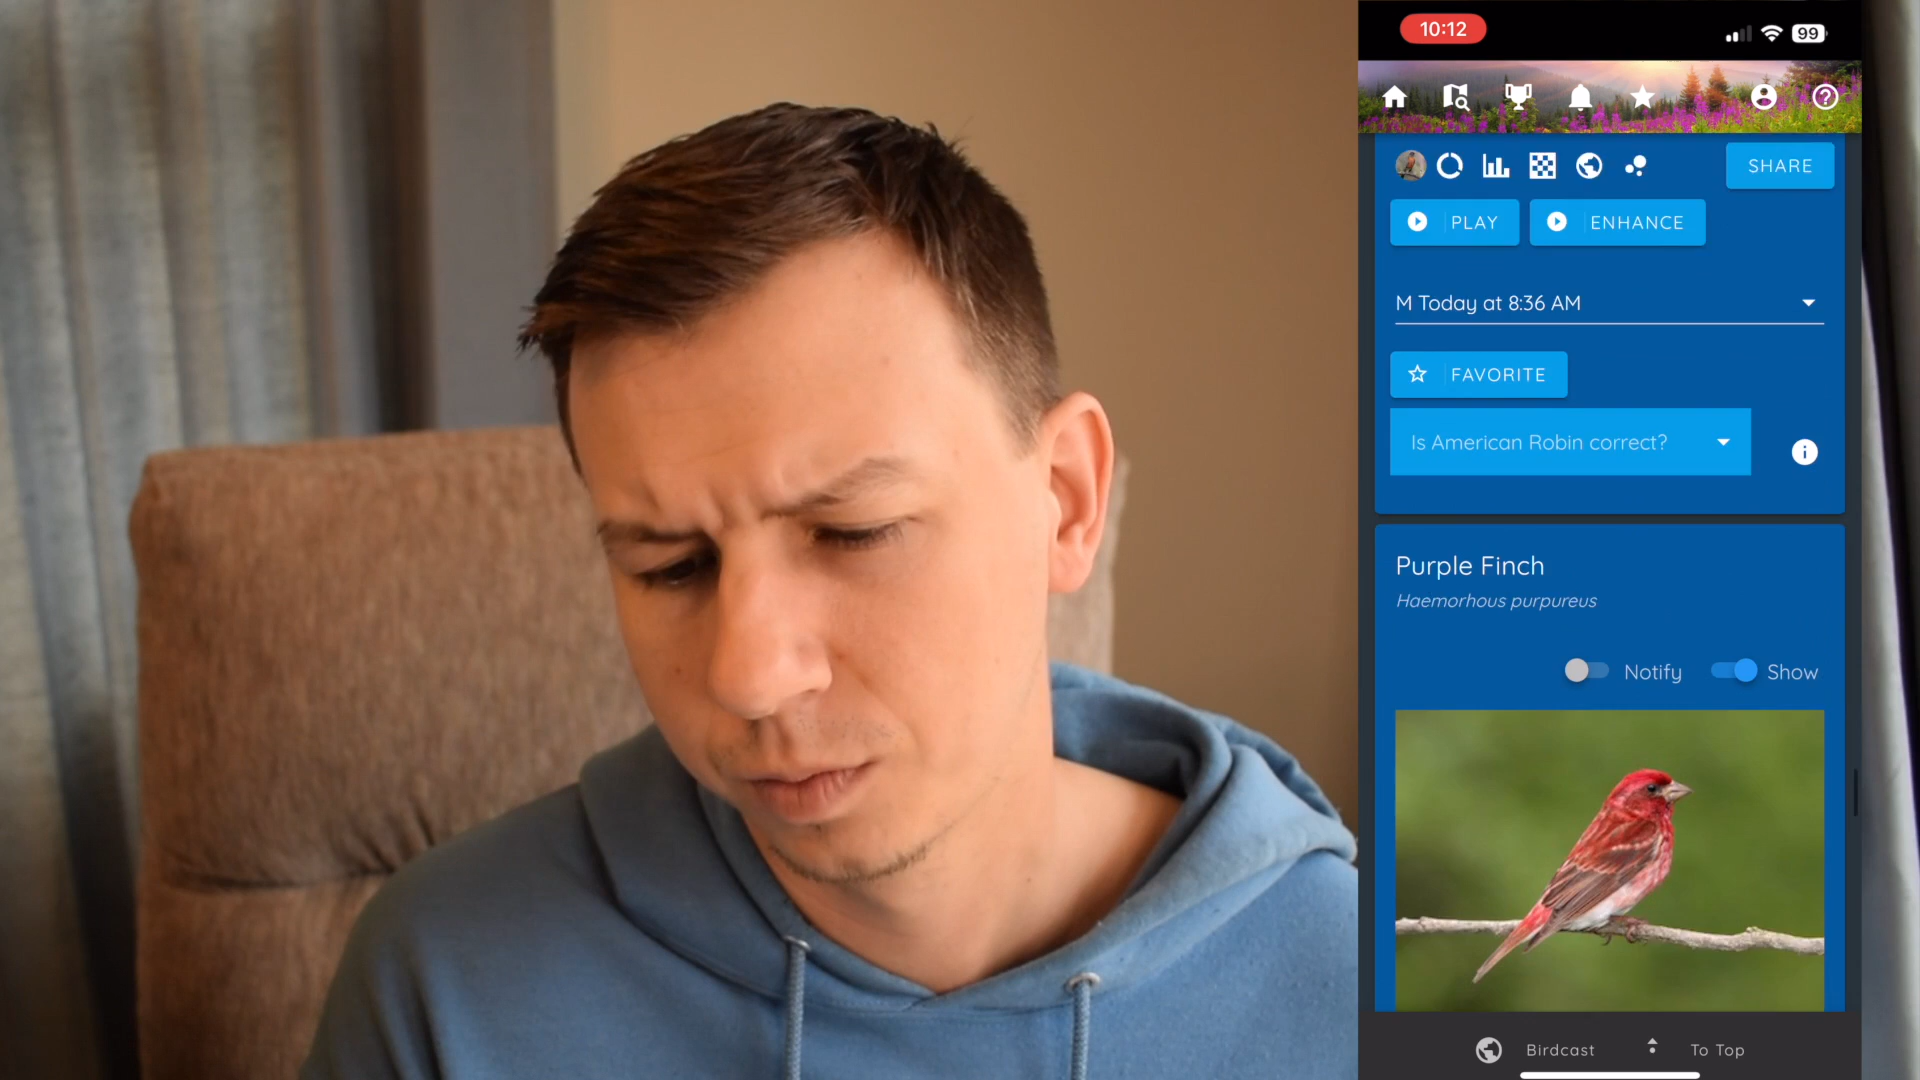 10:12
99
SHARE
PLAY
ENHANCE
M Today at 8:36 AM
FAVORITE
Is American Robin correct?
Purple Finch
Haemorhous purpureus
Notify
Show
Birdcast
To Top